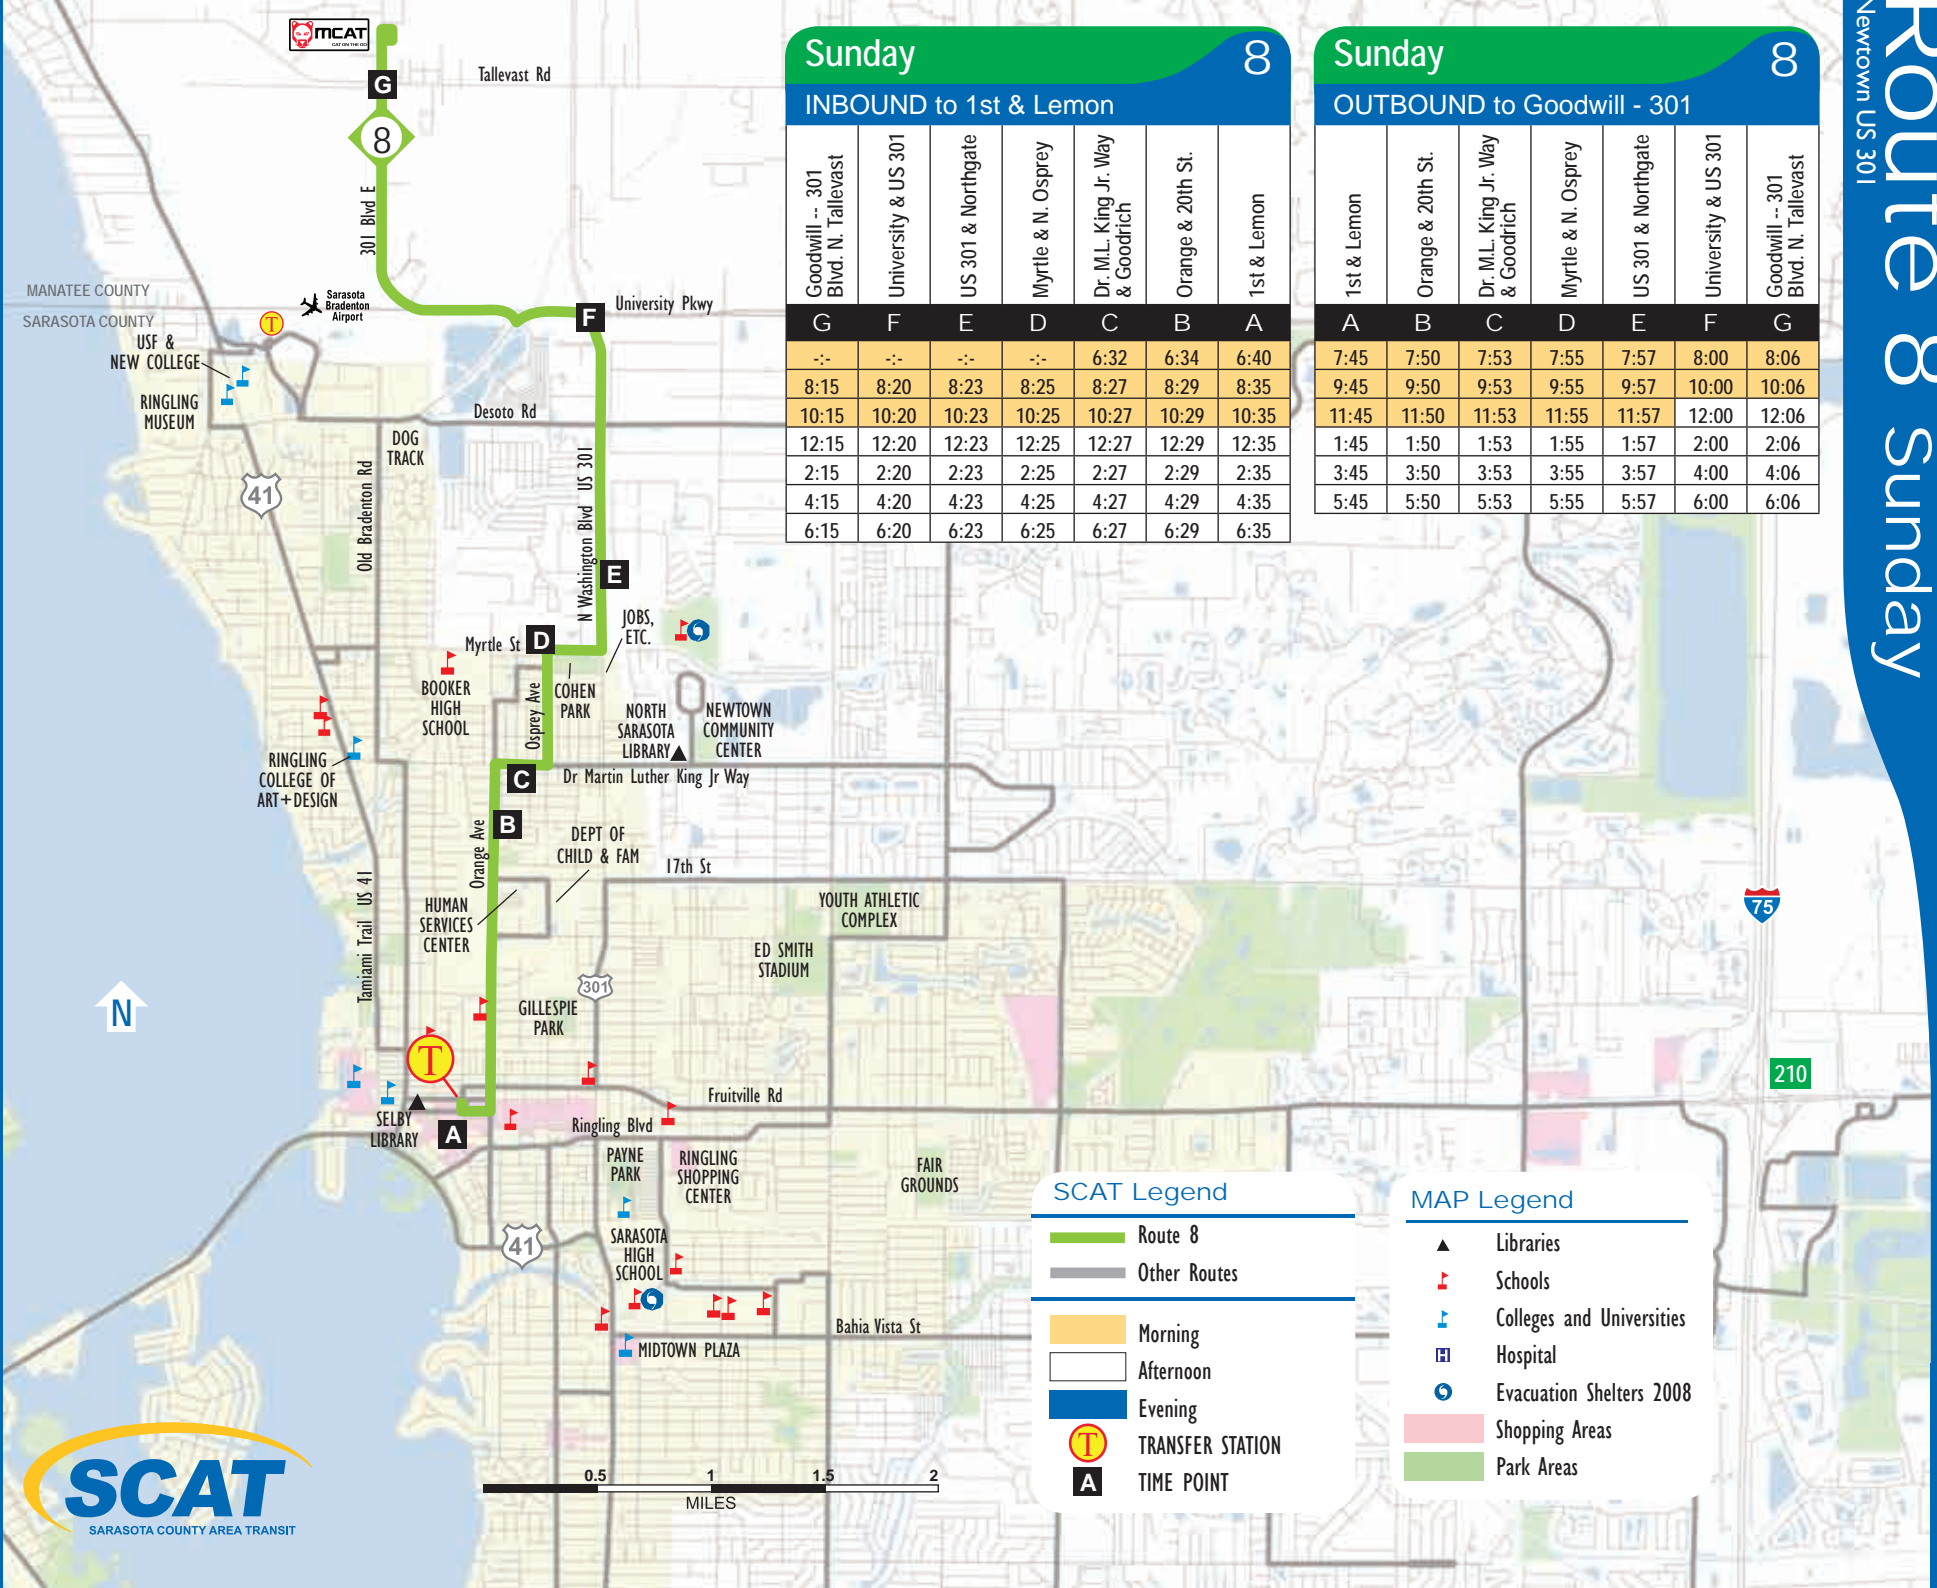 Route 8 Sunday
Newtown US 301
MCAT
CAT ON THE GO
G
Tallevast Rd
8
301 Blvd E
MANATEE COUNTY
SARASOTA COUNTY
Sarasota
Bradenton
Airport
T
F
University Pkwy
USF &
NEW COLLEGE
RINGLING
MUSEUM
Desoto Rd
DOG
TRACK
41
Old Bradenton Rd
N Washington Blvd US 301
E
JOBS,
ETC.
Myrtle St
D
BOOKER
HIGH
SCHOOL
Osprey Ave
COHEN
PARK
NORTH
SARASOTA
LIBRARY
NEWTOWN
COMMUNITY
CENTER
RINGLING
COLLEGE OF
ART+DESIGN
C
Dr Martin Luther King Jr Way
B
Orange Ave
DEPT OF
CHILD & FAM
17th St
Tamiami Trail US 41
HUMAN
SERVICES
CENTER
YOUTH ATHLETIC
COMPLEX
ED SMITH
STADIUM
75
301
GILLESPIE
PARK
N
T
210
Fruitville Rd
SELBY
LIBRARY
A
Ringling Blvd
PAYNE
PARK
RINGLING
SHOPPING
CENTER
FAIR
GROUNDS
41
SARASOTA
HIGH
SCHOOL
Bahia Vista St
MIDTOWN PLAZA
Sunday 8
INBOUND to 1st & Lemon
Goodwill -- 301
Blvd. N. Tallevast
University & US 301
US 301 & Northgate
Myrtle & N. Osprey
Dr. M.L. King Jr. Way
& Goodrich
Orange & 20th St.
1st & Lemon
G F E D C B A
-:- -:- -:- -:- 6:32 6:34 6:40
8:15 8:20 8:23 8:25 8:27 8:29 8:35
10:15 10:20 10:23 10:25 10:27 10:29 10:35
12:15 12:20 12:23 12:25 12:27 12:29 12:35
2:15 2:20 2:23 2:25 2:27 2:29 2:35
4:15 4:20 4:23 4:25 4:27 4:29 4:35
6:15 6:20 6:23 6:25 6:27 6:29 6:35
Sunday 8
OUTBOUND to Goodwill - 301
1st & Lemon
Orange & 20th St.
Dr. M.L. King Jr. Way
& Goodrich
Myrtle & N. Osprey
US 301 & Northgate
University & US 301
Goodwill -- 301
Blvd. N. Tallevast
A B C D E F G
7:45 7:50 7:53 7:55 7:57 8:00 8:06
9:45 9:50 9:53 9:55 9:57 10:00 10:06
11:45 11:50 11:53 11:55 11:57 12:00 12:06
1:45 1:50 1:53 1:55 1:57 2:00 2:06
3:45 3:50 3:53 3:55 3:57 4:00 4:06
5:45 5:50 5:53 5:55 5:57 6:00 6:06
SCAT Legend
Route 8
Other Routes
Morning
Afternoon
Evening
T TRANSFER STATION
A TIME POINT
MAP Legend
Libraries
Schools
Colleges and Universities
H Hospital
Evacuation Shelters 2008
Shopping Areas
Park Areas
0.5 1 1.5 2
MILES
SCAT
SARASOTA COUNTY AREA TRANSIT